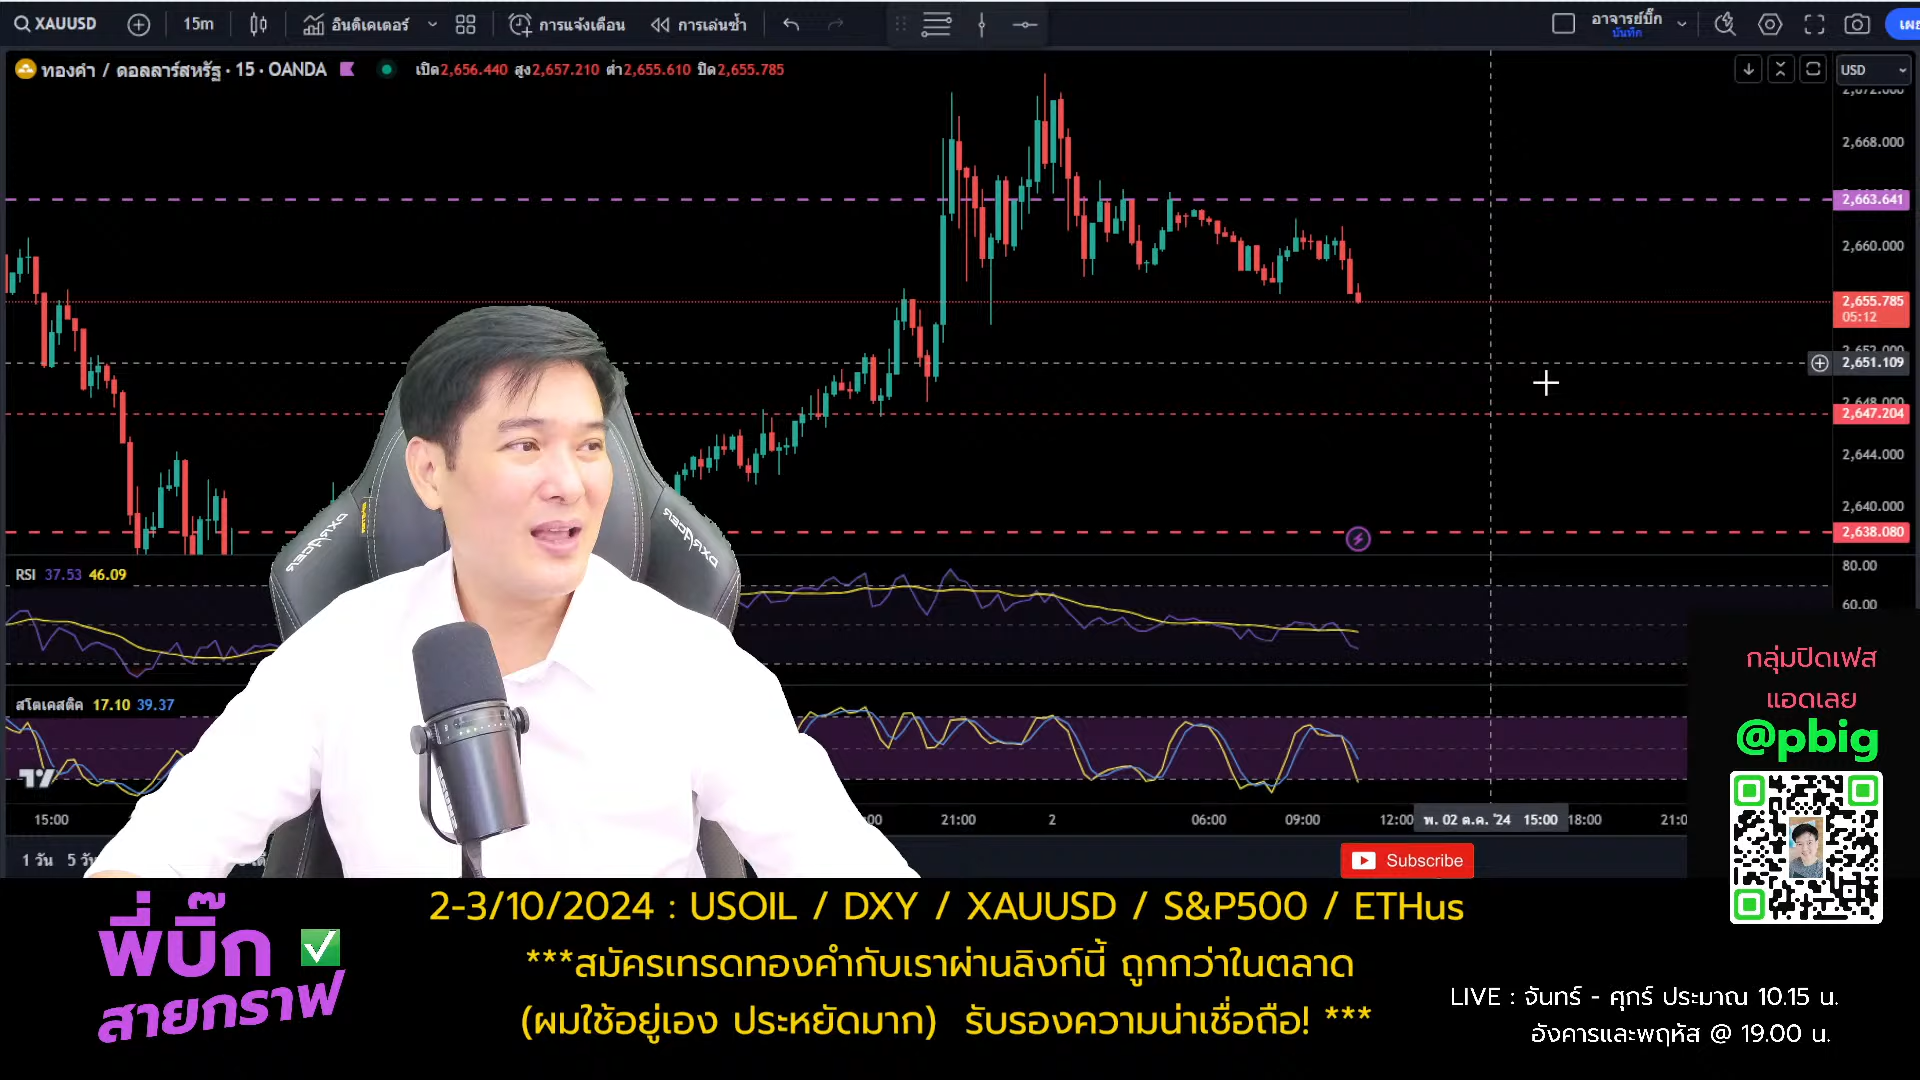 XAUUSD
15m
อินดิเคเตอร์
การแจ้งเตือน
การเล่นซ้ำ
อาจารย์บิ๊ก
บันทึก
ทองคำ / ดอลลาร์สหรัฐ · 15 · OANDA
เปิด2,656.440 สูง2,657.210 ต่ำ2,655.610 ปิด2,655.785
USD
2,668.000
2,663.641
2,660.000
2,655.785
05:12
2,651.109
2,647.204
2,644.000
2,640.000
2,638.080
RSI 37.53 46.09
80.00
60.00
สโตแคสติค 17.10 39.37
DXRACER
DXRACER
กลุ่มปิดเฟส
แอดเลย
@pbig
15:00
21:00
2
06:00
09:00
12:00
พ. 02 ต.ค. '24 15:00
18:00
1 วัน
Subscribe
พี่บิ๊ก
สายกราฟ
2-3/10/2024 : USOIL / DXY / XAUUSD / S&P500 / ETHus
***สมัครเทรดทองคำกับเราผ่านลิงก์นี้ ถูกกว่าในตลาด
(ผมใช้อยู่เอง ประหยัดมาก) รับรองความน่าเชื่อถือ! ***
LIVE : จันทร์ - ศุกร์ ประมาณ 10.15 น.
อังคารและพฤหัส @ 19.00 น.